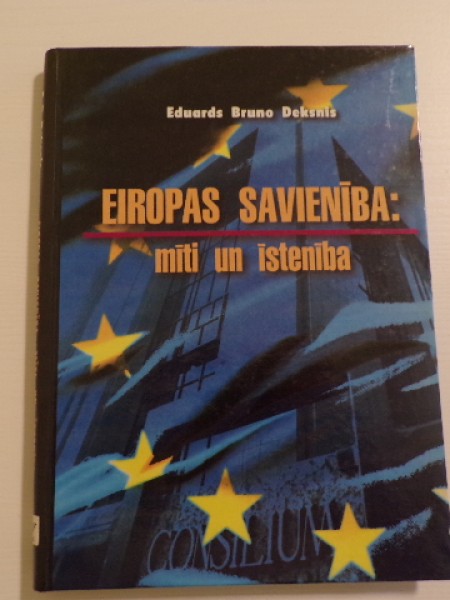 Eduards Bruno Deksnis
EIROPAS SAVIENĪBA:
mīti un īstenība
CONSILIUM